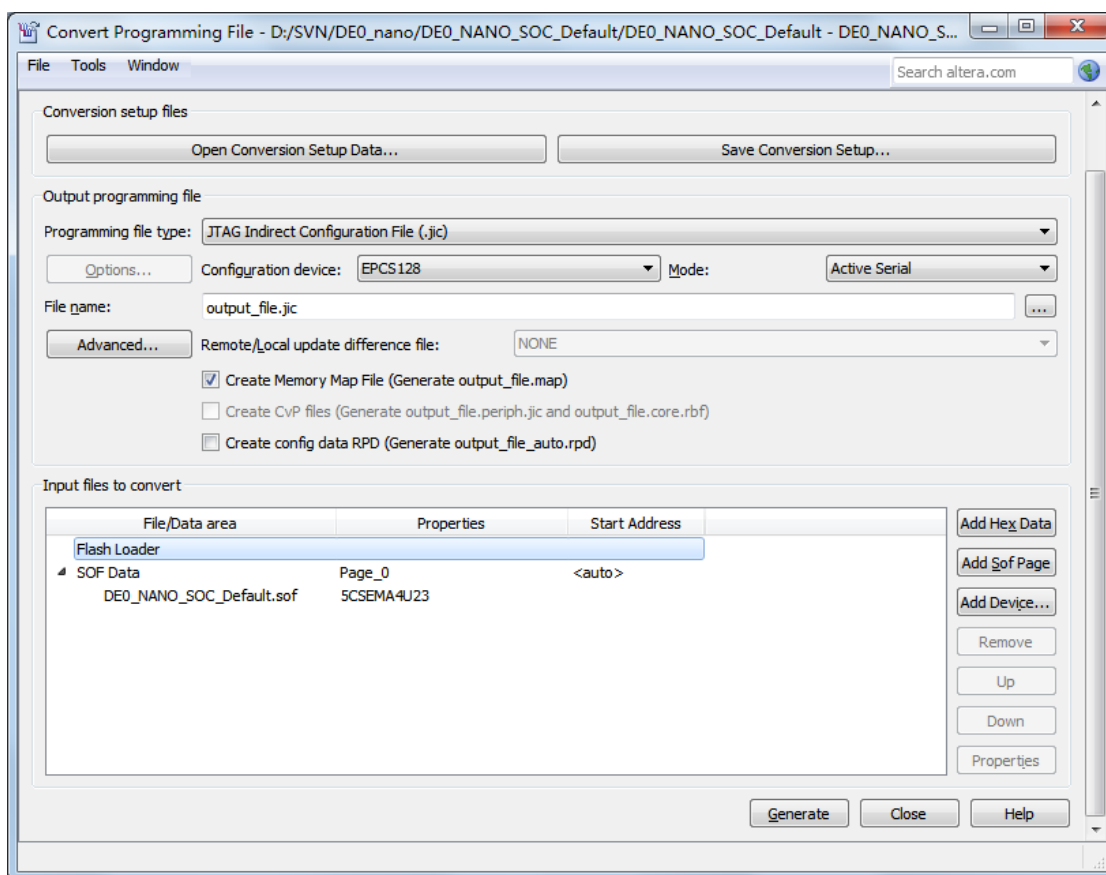 Convert Programming File - D:/SVN/DE0_nano/DE0_NANO_SOC_Default/DE0_NANO_SOC_Default - DE0_NANO_S...
File Tools Window
Search altera.com
Conversion setup files
Open Conversion Setup Data... Save Conversion Setup...
Output programming file
Programming file type: JTAG Indirect Configuration File (.jic)
Options... Configuration device: EPCS128 Mode: Active Serial
File name: output_file.jic ...
Advanced... Remote/Local update difference file: NONE
Create Memory Map File (Generate output_file.map)
Create CvP files (Generate output_file.periph.jic and output_file.core.rbf)
Create config data RPD (Generate output_file_auto.rpd)
Input files to convert
File/Data area Properties Start Address
Add Hex Data
Flash Loader
SOF Data Page_0 <auto>
Add Sof Page
DE0_NANO_SOC_Default.sof 5CSEMA4U23
Add Device...
Remove
Up
Down
Properties
Generate Close Help